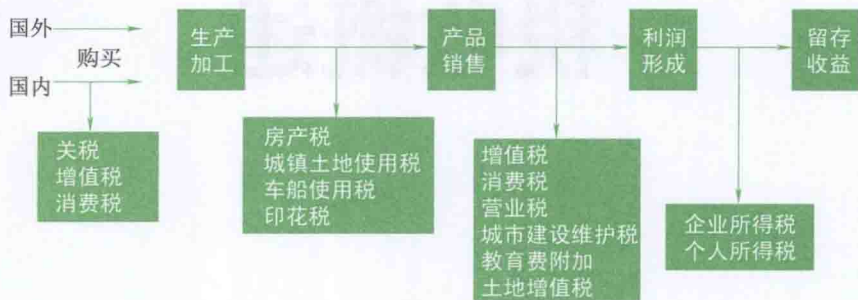 国外
购买
国内
生产
加工
产品
销售
利润
形成
留存
收益
关税
增值税
消费税
房产税
城镇土地使用税
车船使用税
印花税
增值税
消费税
营业税
城市建设维护税
教育费附加
土地增值税
企业所得税
个人所得税